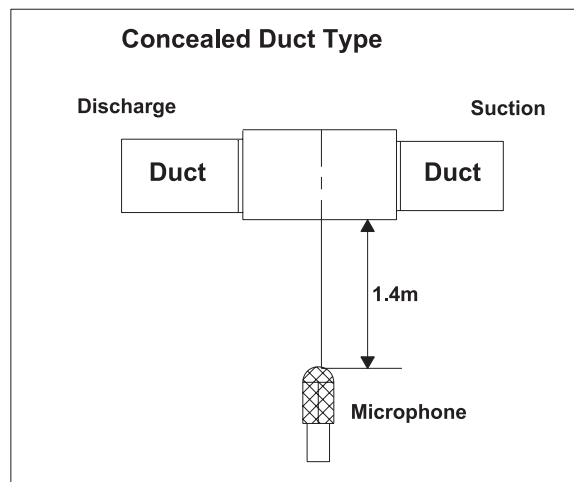 Concealed Duct Type
Discharge
Suction
Duct
Duct
1.4m
Microphone